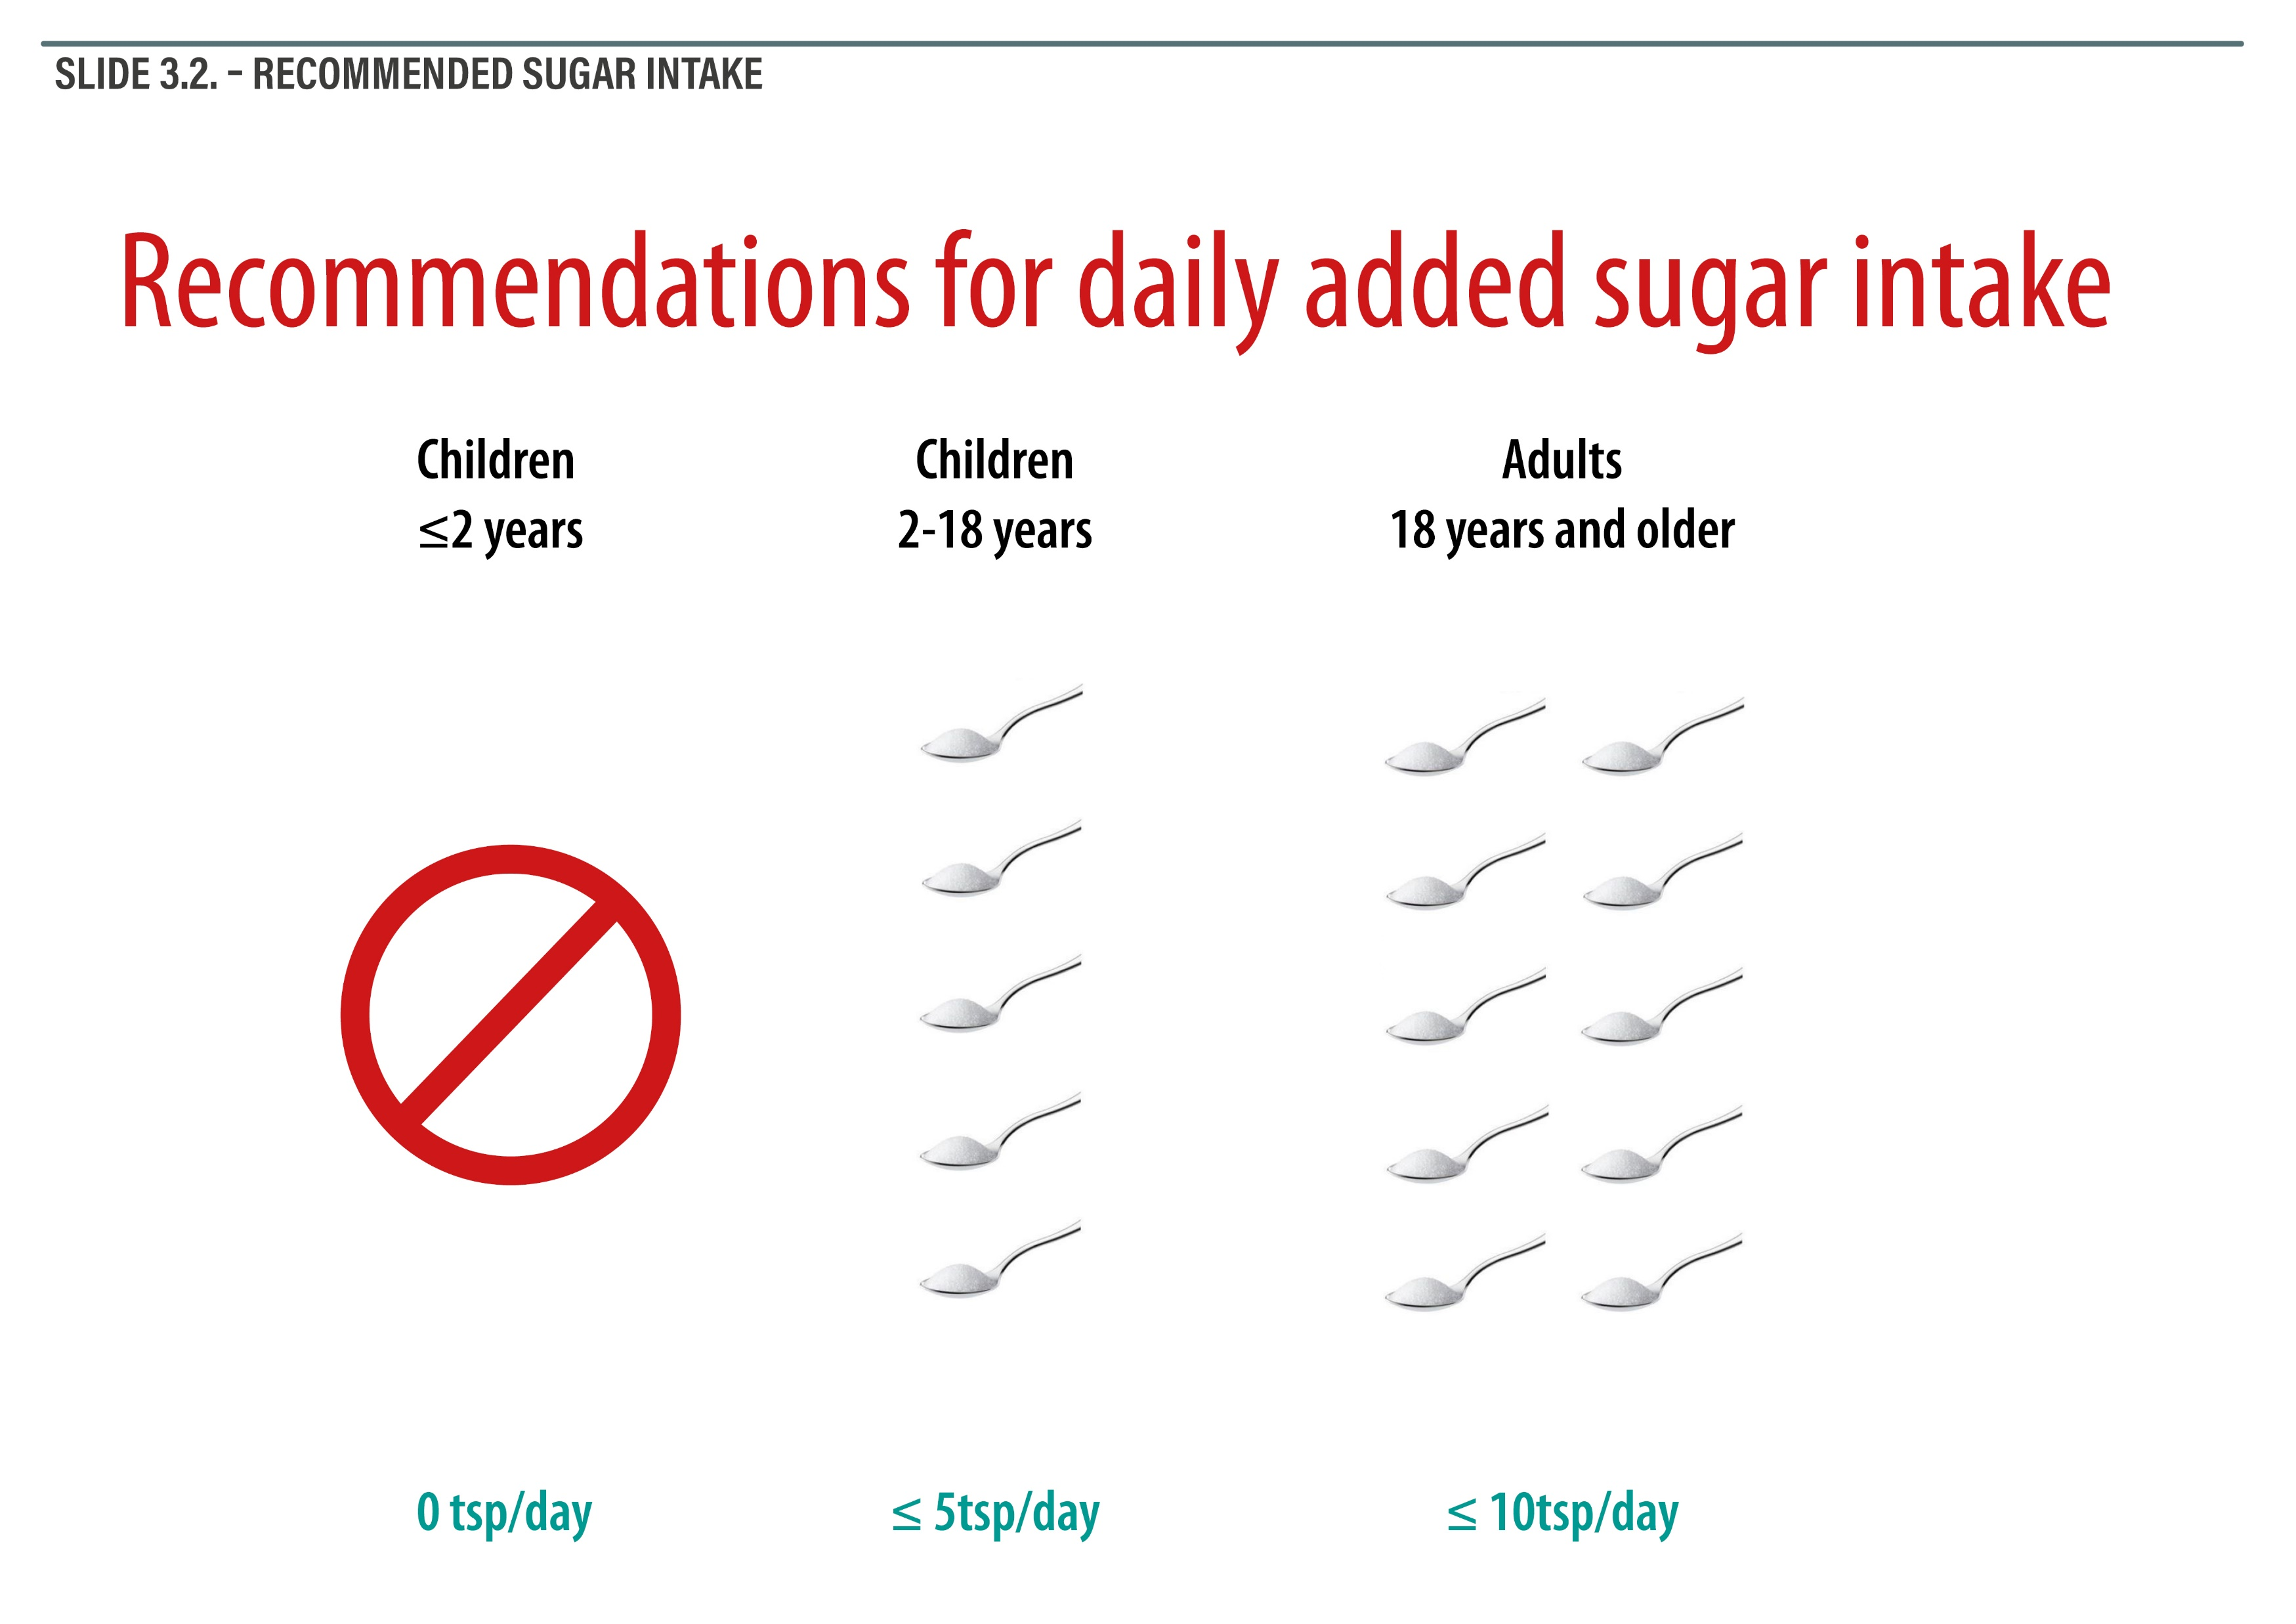 SLIDE 3.2. – RECOMMENDED SUGAR INTAKE
Recommendations for daily added sugar intake
Children
≤2 years
Children
2-18 years
Adults
18 years and older
0 tsp/day
≤ 5tsp/day
≤ 10tsp/day